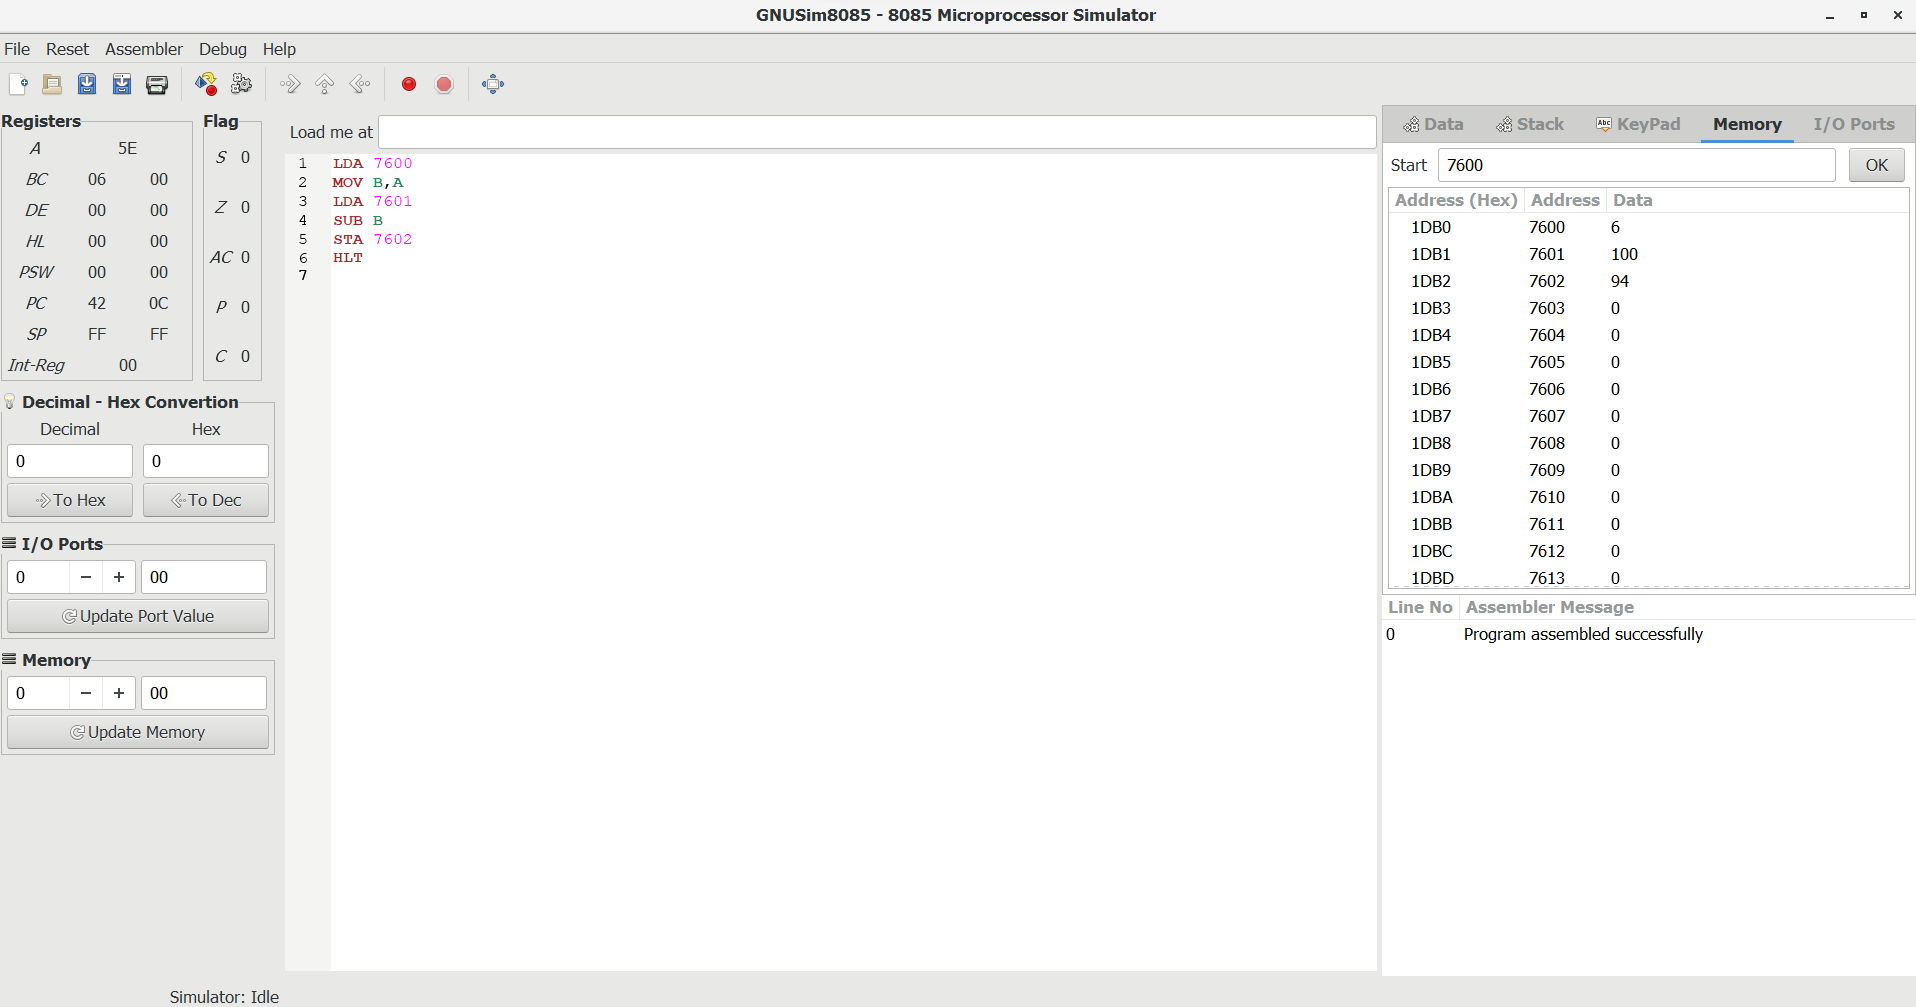 GNUSim8085 - 8085 Microprocessor Simulator
File Reset Assembler Debug Help
Registers
A 5E
BC 06 00
DE 00 00
HL 00 00
PSW 00 00
PC 42 0C
SP FF FF
Int-Reg 00
Flag
S 0
Z 0
AC 0
P 0
C 0
Decimal - Hex Convertion
Decimal Hex
0 0
To Hex To Dec
I/O Ports
0 − + 00
Update Port Value
Memory
0 − + 00
Update Memory
Load me at
1 LDA 7600
2 MOV B,A
3 LDA 7601
4 SUB B
5 STA 7602
6 HLT
7
Data Stack Abc KeyPad Memory I/O Ports
Start 7600 OK
Address (Hex) Address Data
1DB0 7600 6
1DB1 7601 100
1DB2 7602 94
1DB3 7603 0
1DB4 7604 0
1DB5 7605 0
1DB6 7606 0
1DB7 7607 0
1DB8 7608 0
1DB9 7609 0
1DBA 7610 0
1DBB 7611 0
1DBC 7612 0
1DBD 7613 0
Line No Assembler Message
0 Program assembled successfully
Simulator: Idle